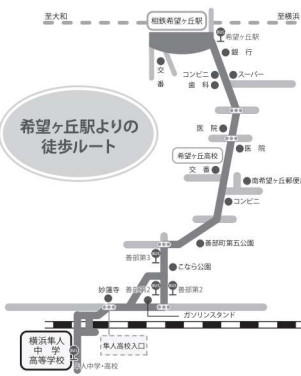 至大和
相鉄希望ヶ丘駅
至横浜
希望ヶ丘駅
銀 行
交
番
コンビニ
スーパー
歯 科
希望ヶ丘駅よりの
徒歩ルート
医 院
医 院
希望ヶ丘高校
交 番
南希望ヶ丘郵便局
コンビニ
善部町第五公園
善部第3
こなら公園
妙蓮寺
善部第2
善部第2
ガソリンスタンド
横浜隼人
中 学
高等学校
隼人高校入口
隼人中学・高校